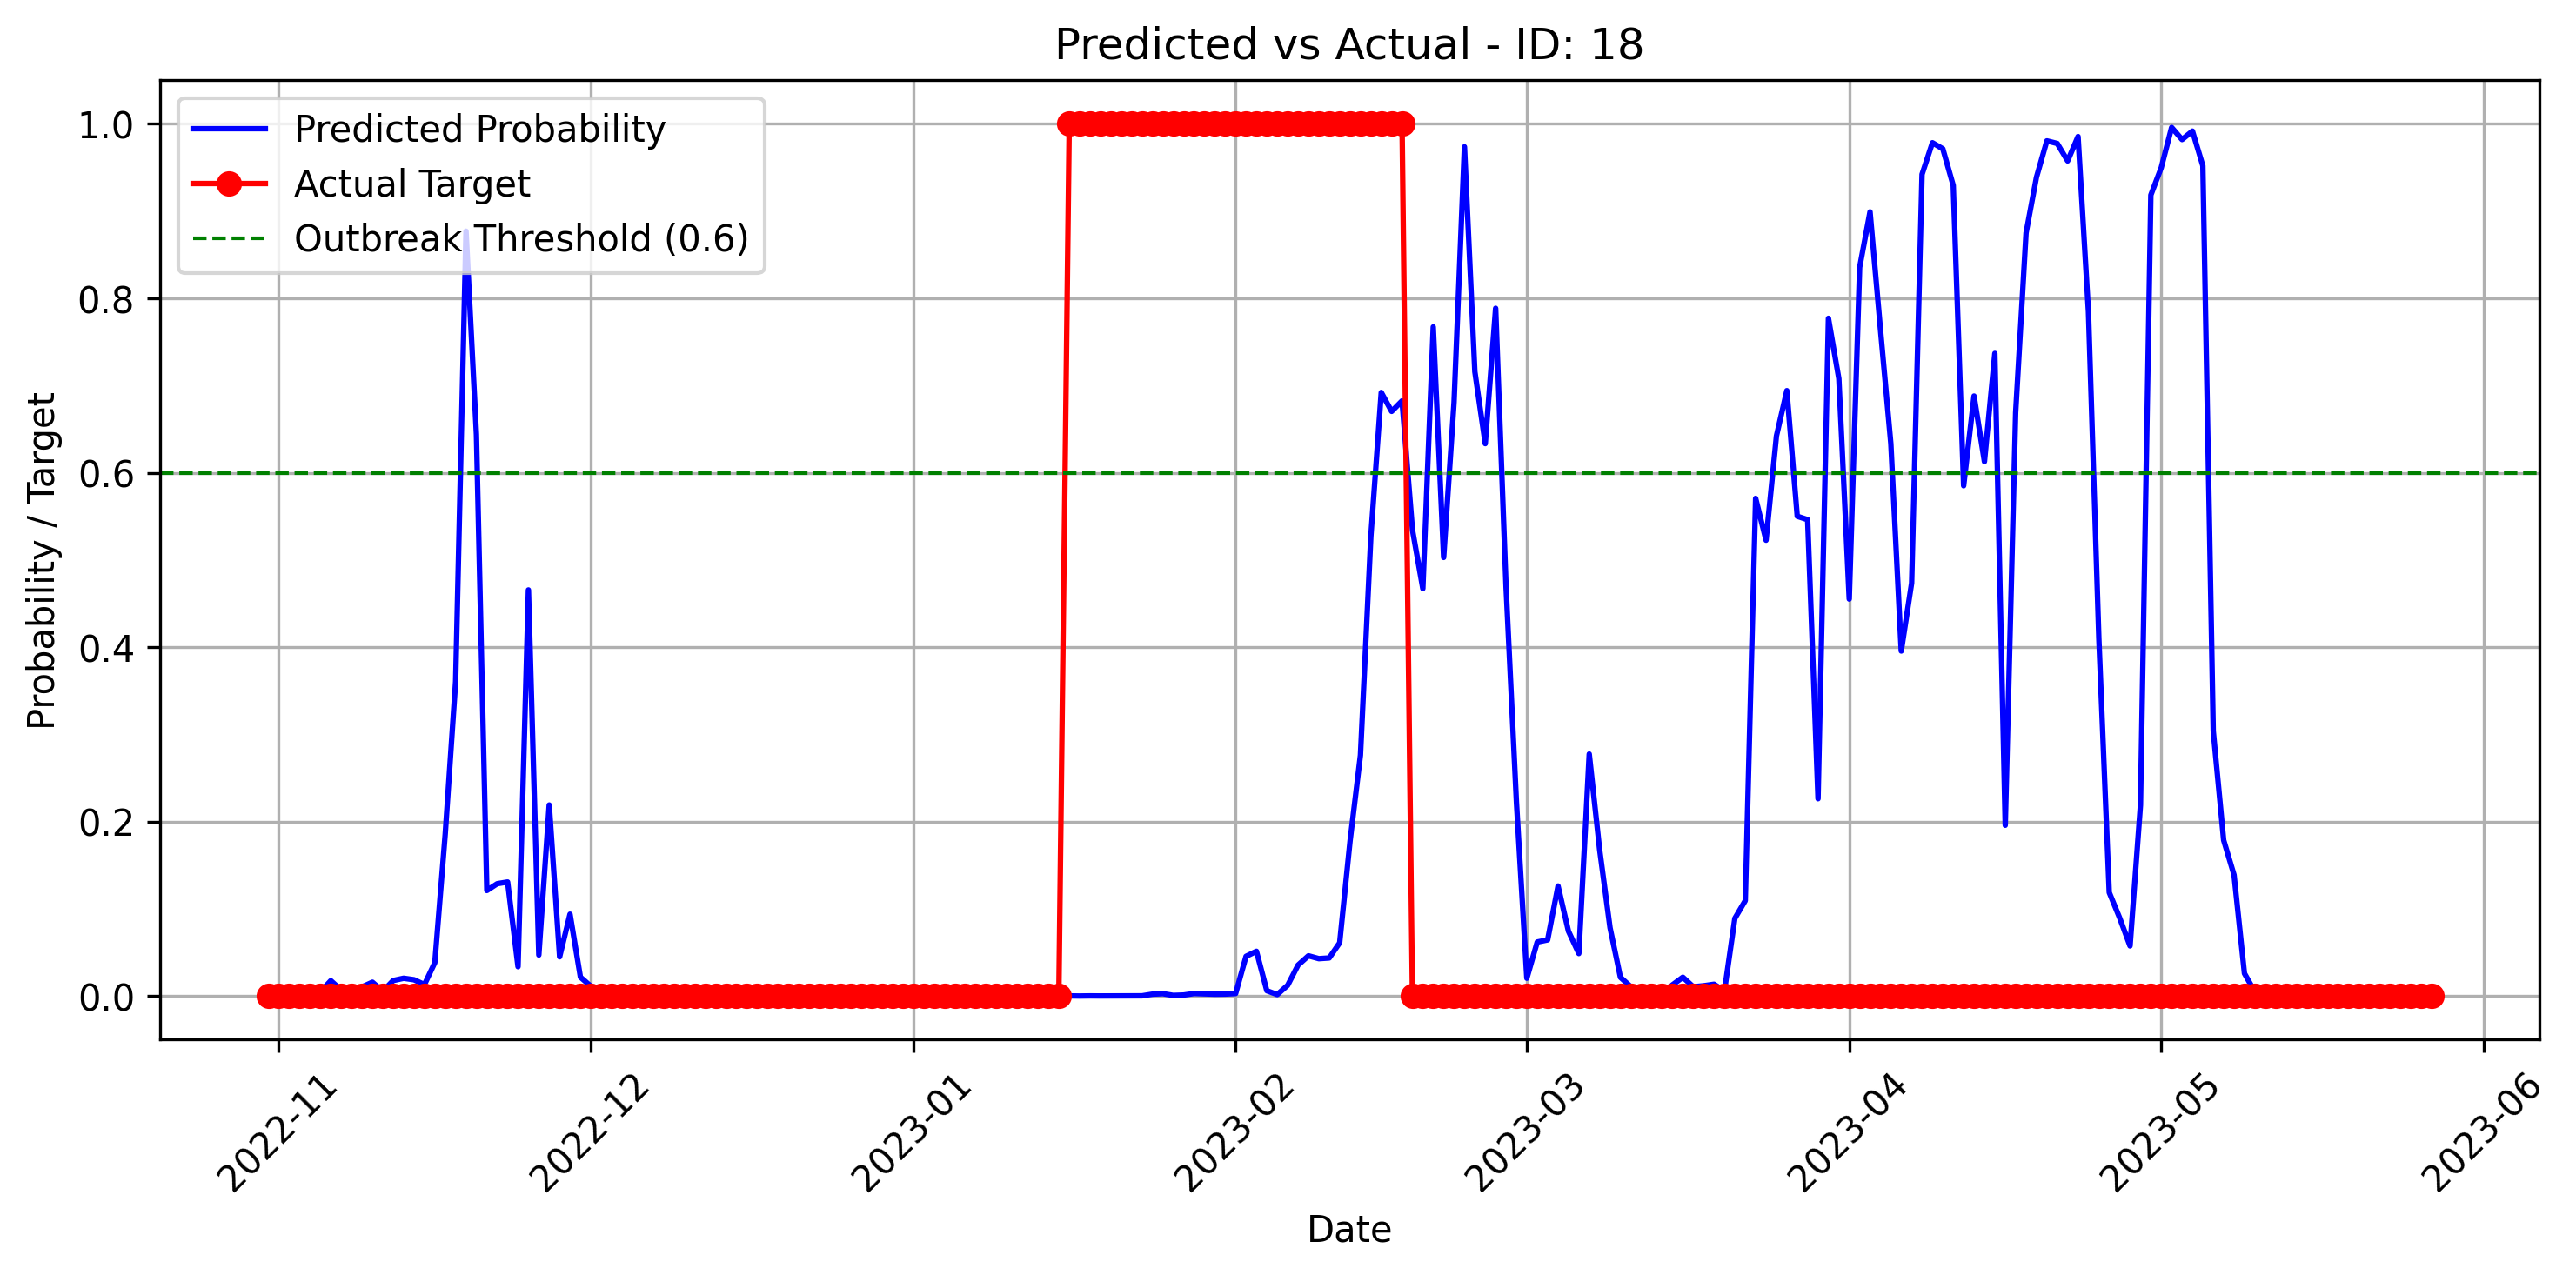 Predicted vs Actual - ID: 18
Probability / Target
1.0
0.8
0.6
0.4
0.2
0.0
Predicted Probability
Actual Target
Outbreak Threshold (0.6)
2022-11
2022-12
2023-01
2023-02
2023-03
2023-04
2023-05
2023-06
Date